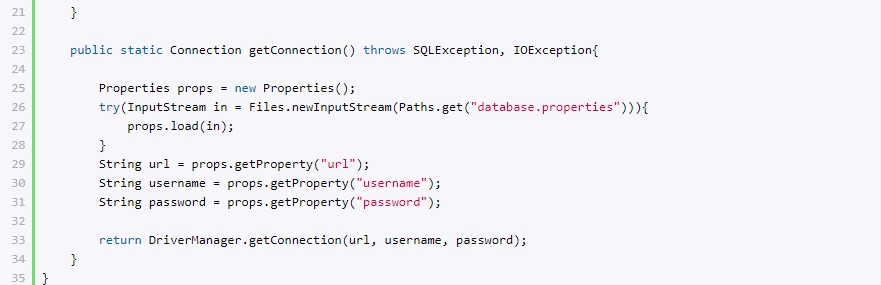 21     }
22
23     public static Connection getConnection() throws SQLException, IOException{
24
25         Properties props = new Properties();
26         try(InputStream in = Files.newInputStream(Paths.get("database.properties"))){
27             props.load(in);
28         }
29         String url = props.getProperty("url");
30         String username = props.getProperty("username");
31         String password = props.getProperty("password");
32
33         return DriverManager.getConnection(url, username, password);
34     }
35 }